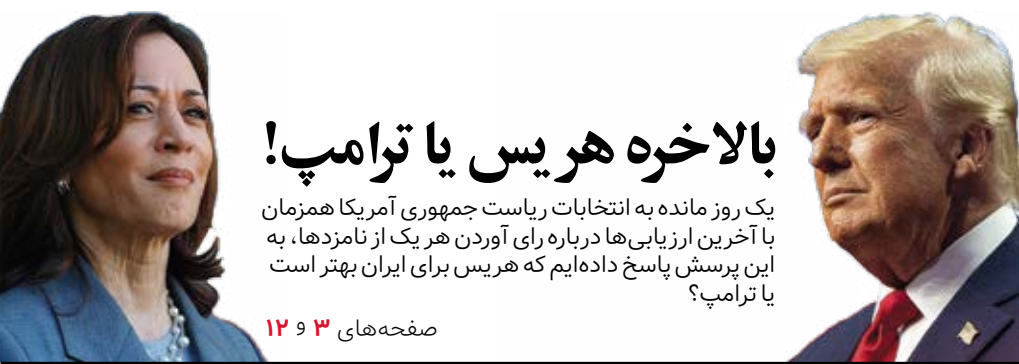 بالاخره هریس یا ترامپ!
یک روز مانده به انتخابات ریاست جمهوری آمریکا همزمان
با آخرین ارزیابی‌ها درباره رای آوردن هر یک از نامزدها، به
این پرسش پاسخ داده‌ایم که هریس برای ایران بهتر است
یا ترامپ؟
صفحه‌های ۳ و ۱۲